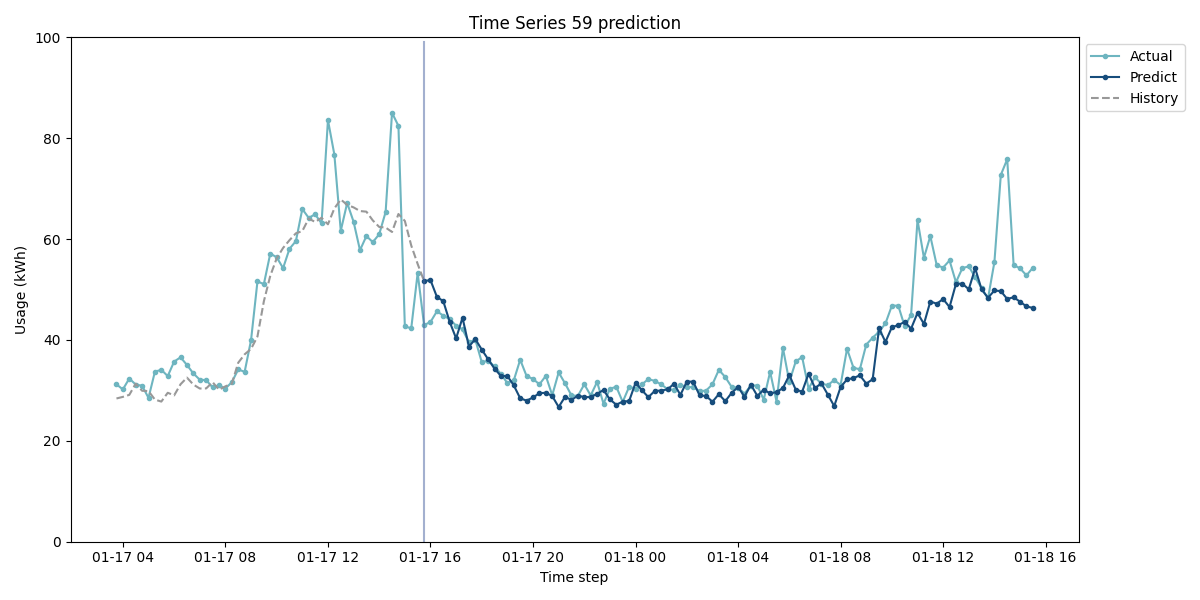 Time Series 59 prediction
100
80
60
40
20
0
Usage (kWh)
01-17 04
01-17 08
01-17 12
01-17 16
01-17 20
01-18 00
01-18 04
01-18 08
01-18 12
01-18 16
Time step
Actual
Predict
History